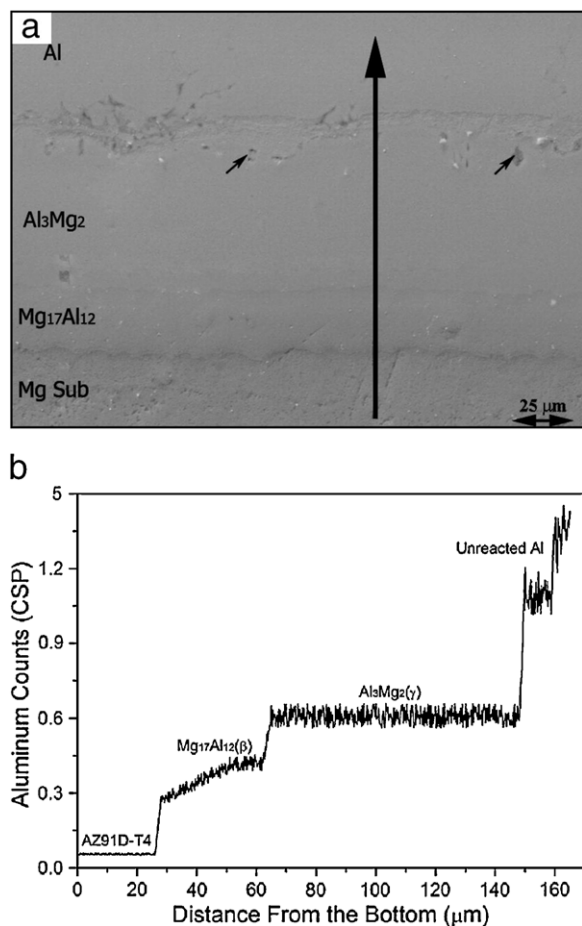 a
Al
Al₃Mg₂
Mg₁₇Al₁₂
Mg Sub
25 μm
b
Aluminum Counts (CSP)
5
1.2
0.9
0.6
0.3
0.0
Unreacted Al
Al₃Mg₂(γ)
Mg₁₇Al₁₂(β)
AZ91D-T4
0 20 40 60 80 100 120 140 160
Distance From the Bottom (μm)